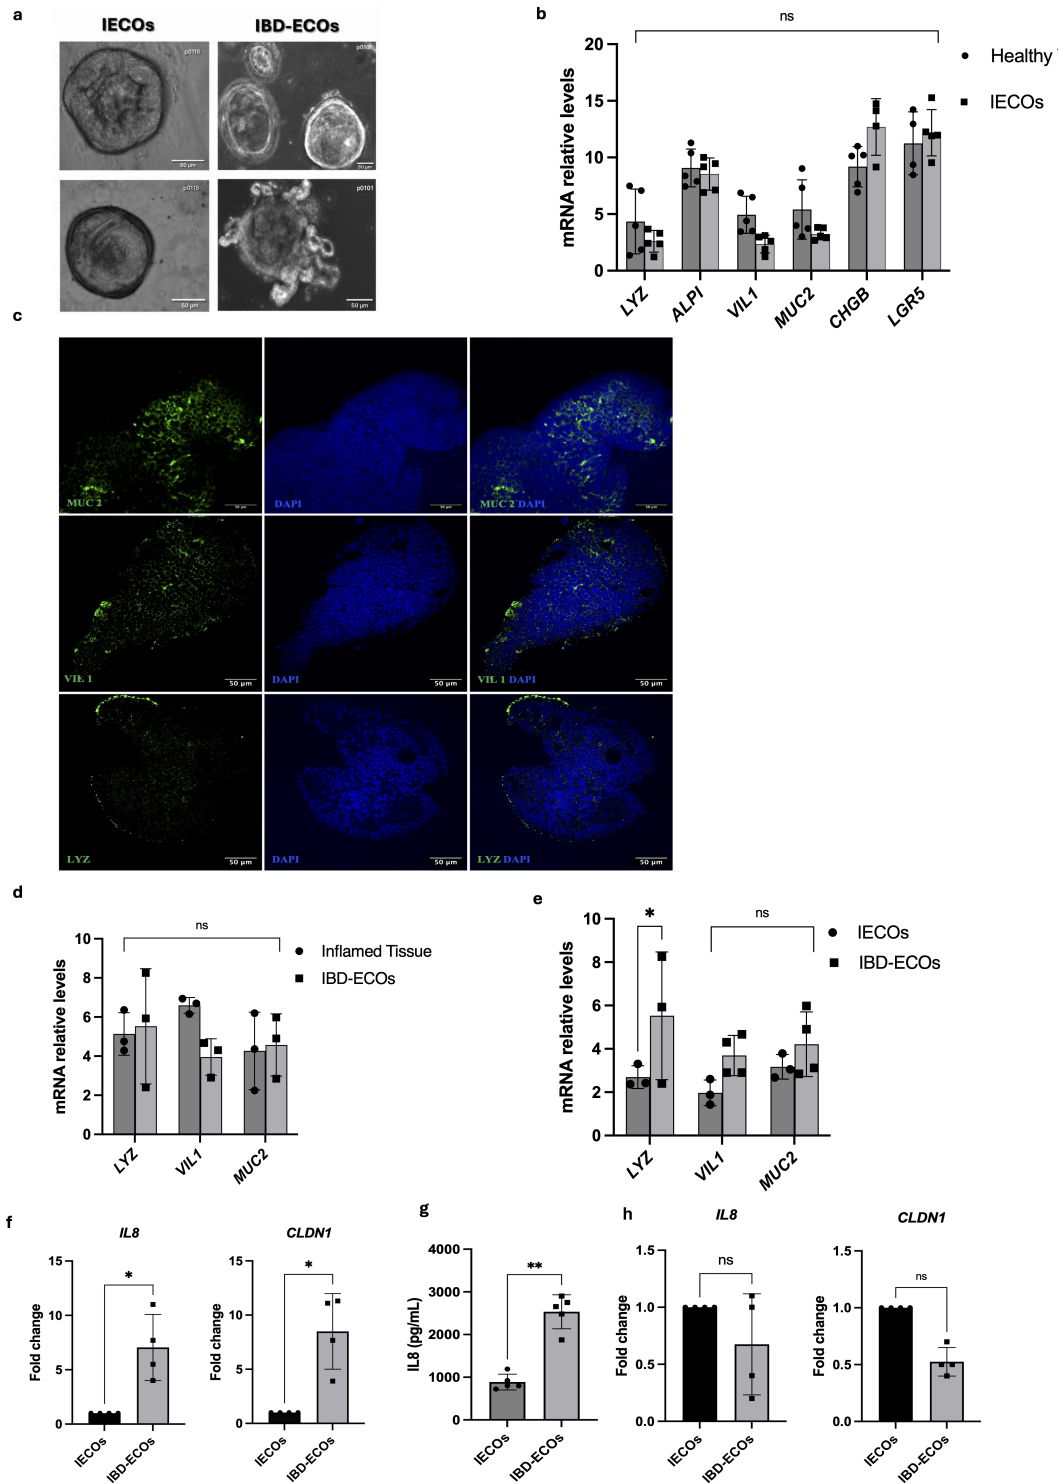 a
IECOs
IBD-ECOs
p0115
50 µm
50 µm
p0115
50 µm
p0101
50 µm
b
ns
mRNA relative levels
20
15
10
5
0
LYZ
ALPI
VIL1
MUC2
CHGB
LGR5
Healthy
IECOs
c
MUC 2
DAPI
MUC 2 DAPI
VIL 1
50 µm
DAPI
50 µm
VIL 1 DAPI
50 µm
LYZ
50 µm
DAPI
50 µm
LYZ DAPI
50 µm
d
ns
mRNA relative levels
10
8
6
4
2
0
LYZ
VIL1
MUC2
Inflamed Tissue
IBD-ECOs
e
*
ns
mRNA relative levels
10
8
6
4
2
0
LYZ
VIL1
MUC2
IECOs
IBD-ECOs
f
IL8
*
Fold change
15
10
5
0
IECOs
IBD-ECOs
CLDN1
*
Fold change
15
10
5
0
IECOs
IBD-ECOs
g
**
IL8 (pg/mL)
4000
3000
2000
1000
0
IECOs
IBD-ECOs
h
IL8
ns
Fold change
1.5
1.0
0.5
0.0
IECOs
IBD-ECOs
CLDN1
ns
Fold change
1.5
1.0
0.5
0.0
IECOs
IBD-ECOs